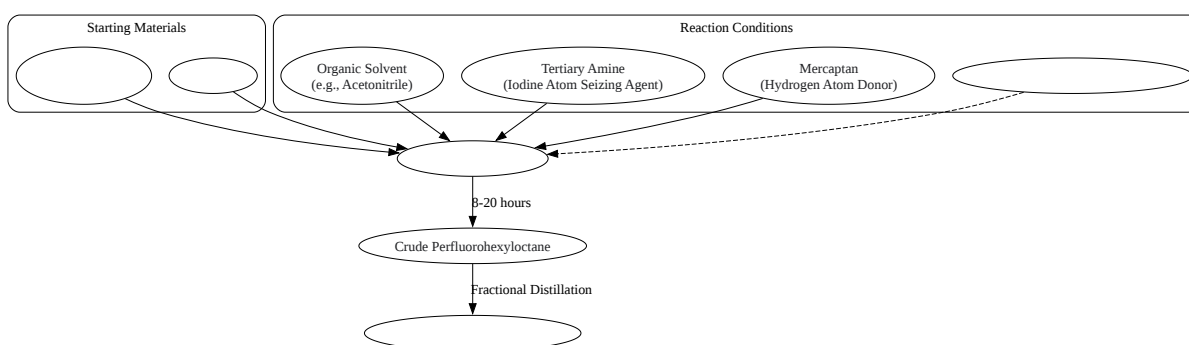 Starting Materials
Reaction Conditions
Organic Solvent
(e.g., Acetonitrile)
Tertiary Amine
(Iodine Atom Seizing Agent)
Mercaptan
(Hydrogen Atom Donor)
8-20 hours
Crude Perfluorohexyloctane
Fractional Distillation